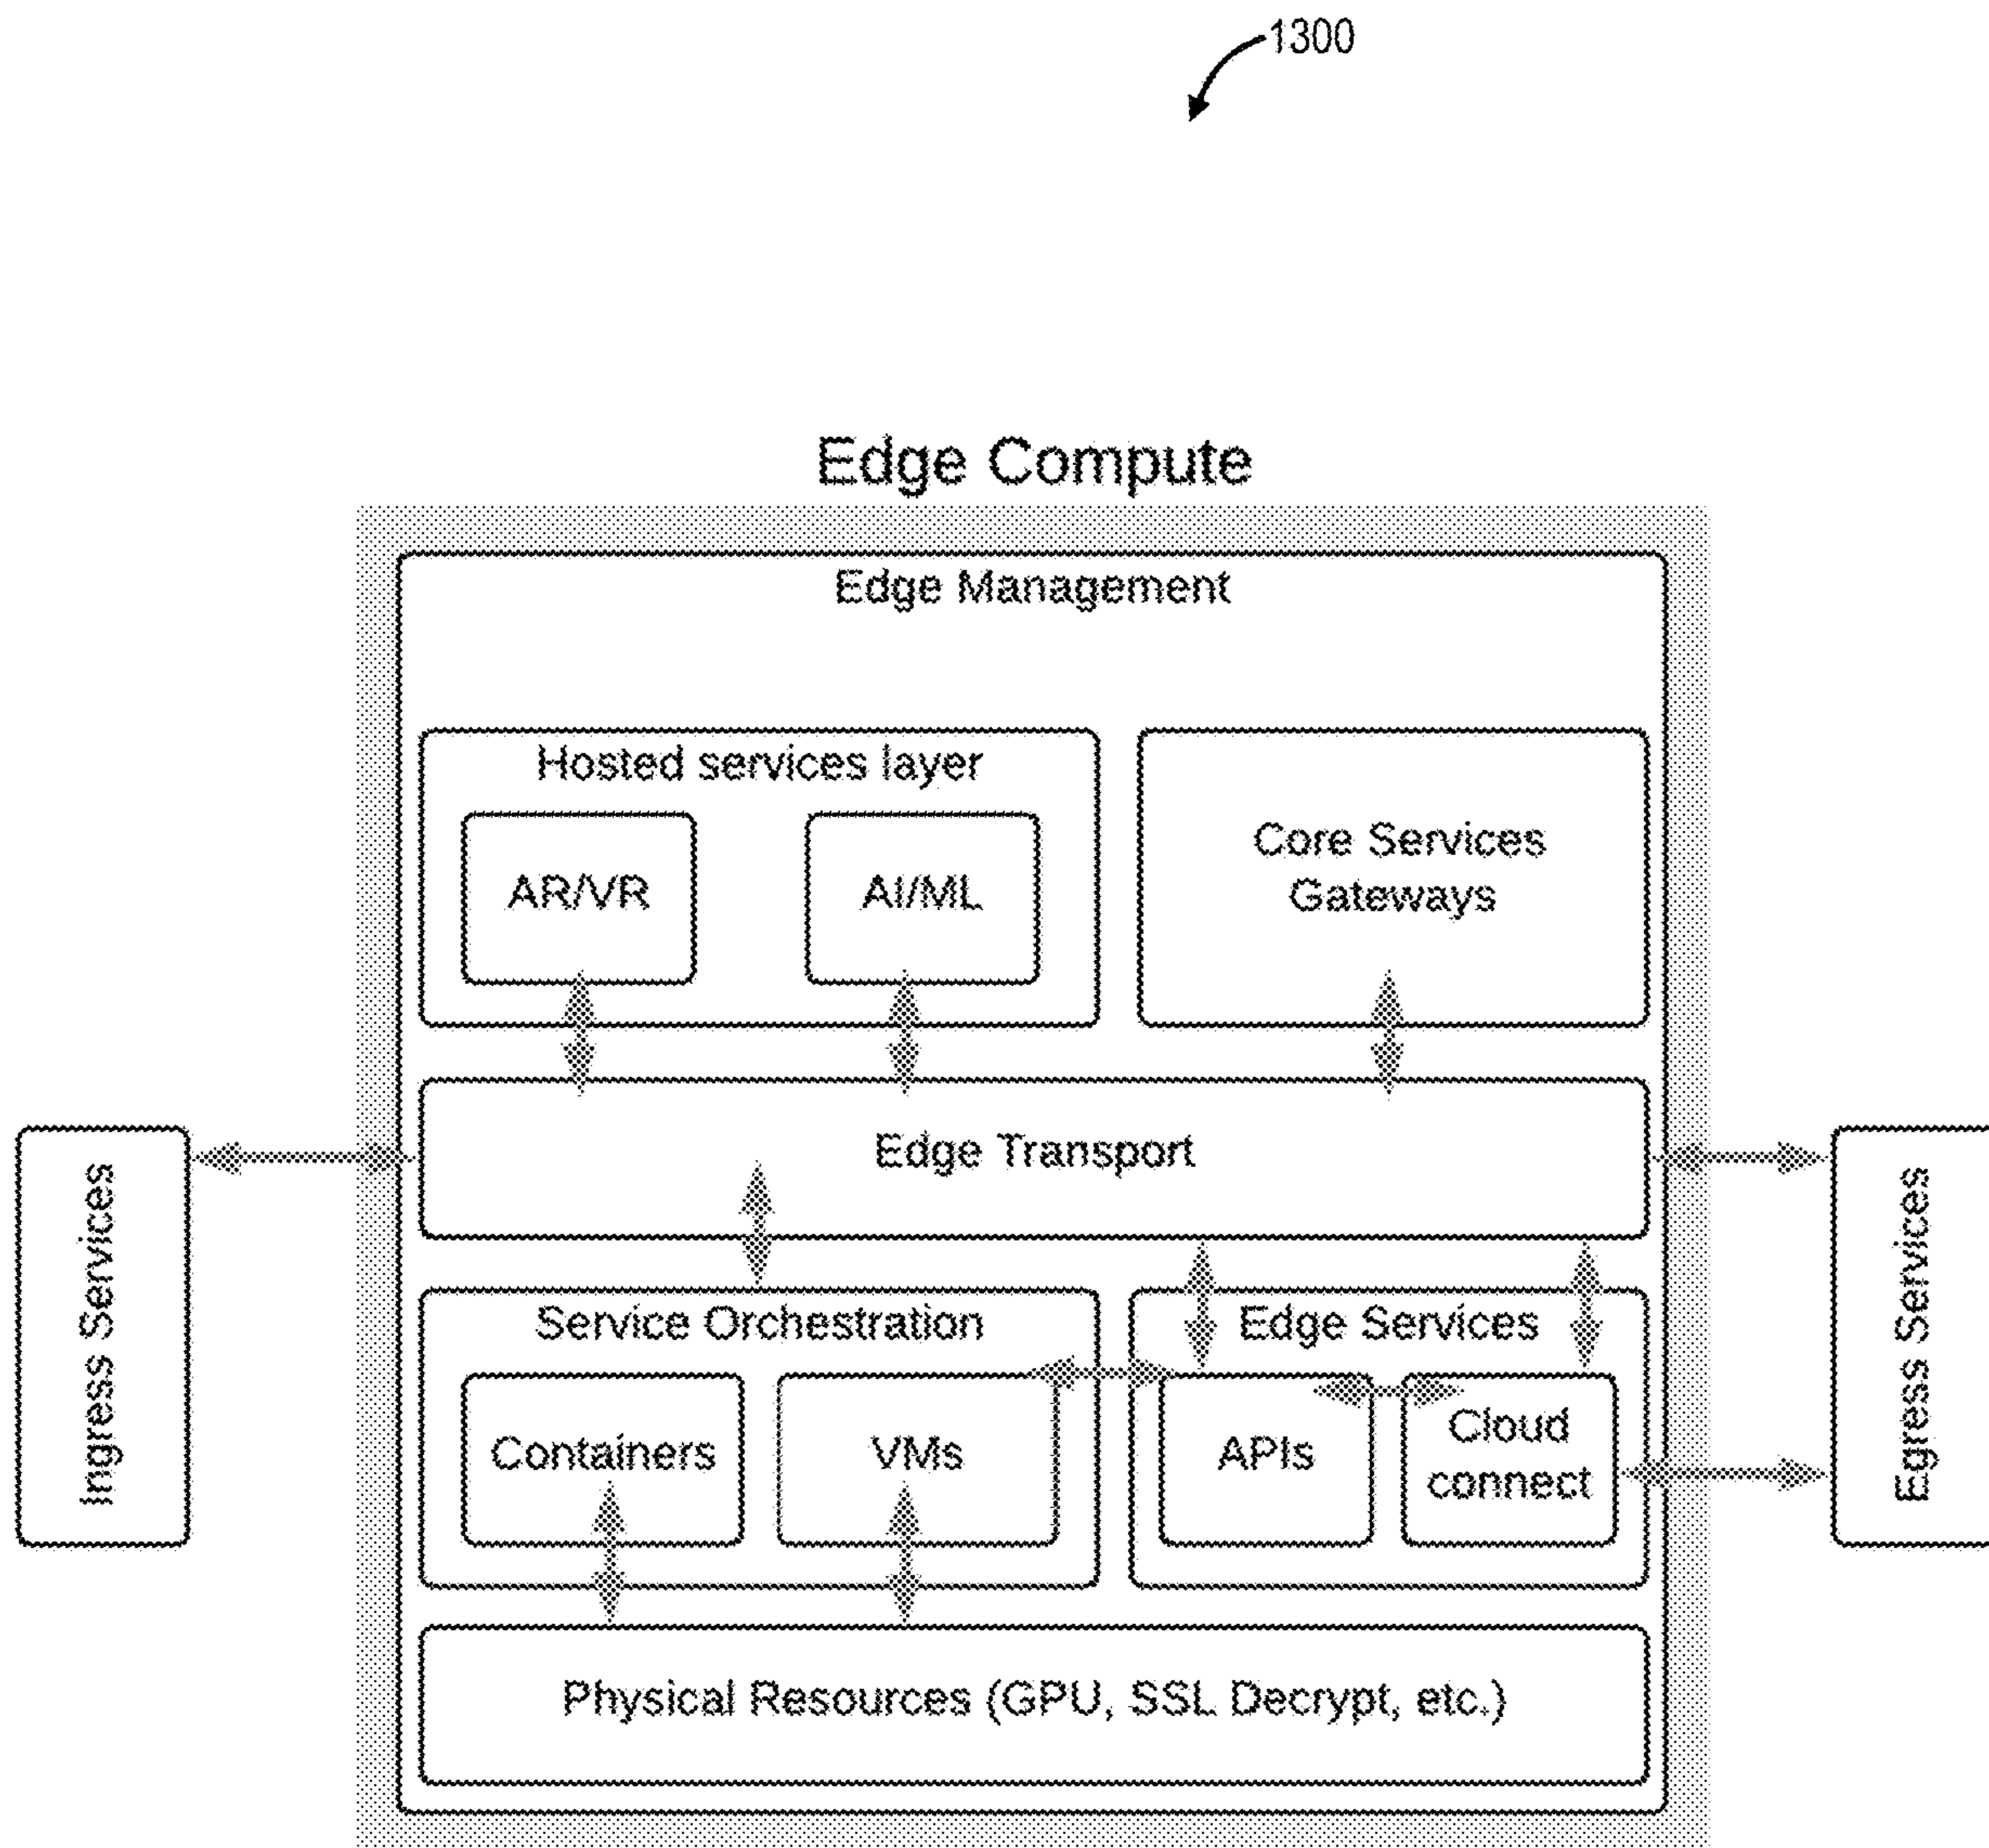 1300
Edge Compute
Edge Management
Hosted services layer
AR/VR
AI/ML
Core Services
Gateways
Edge Transport
Ingress Services
Egress Services
Service Orchestration
Containers
VMs
Edge Services
APIs
Cloud
connect
Physical Resources (GPU, SSL Decrypt, etc.)